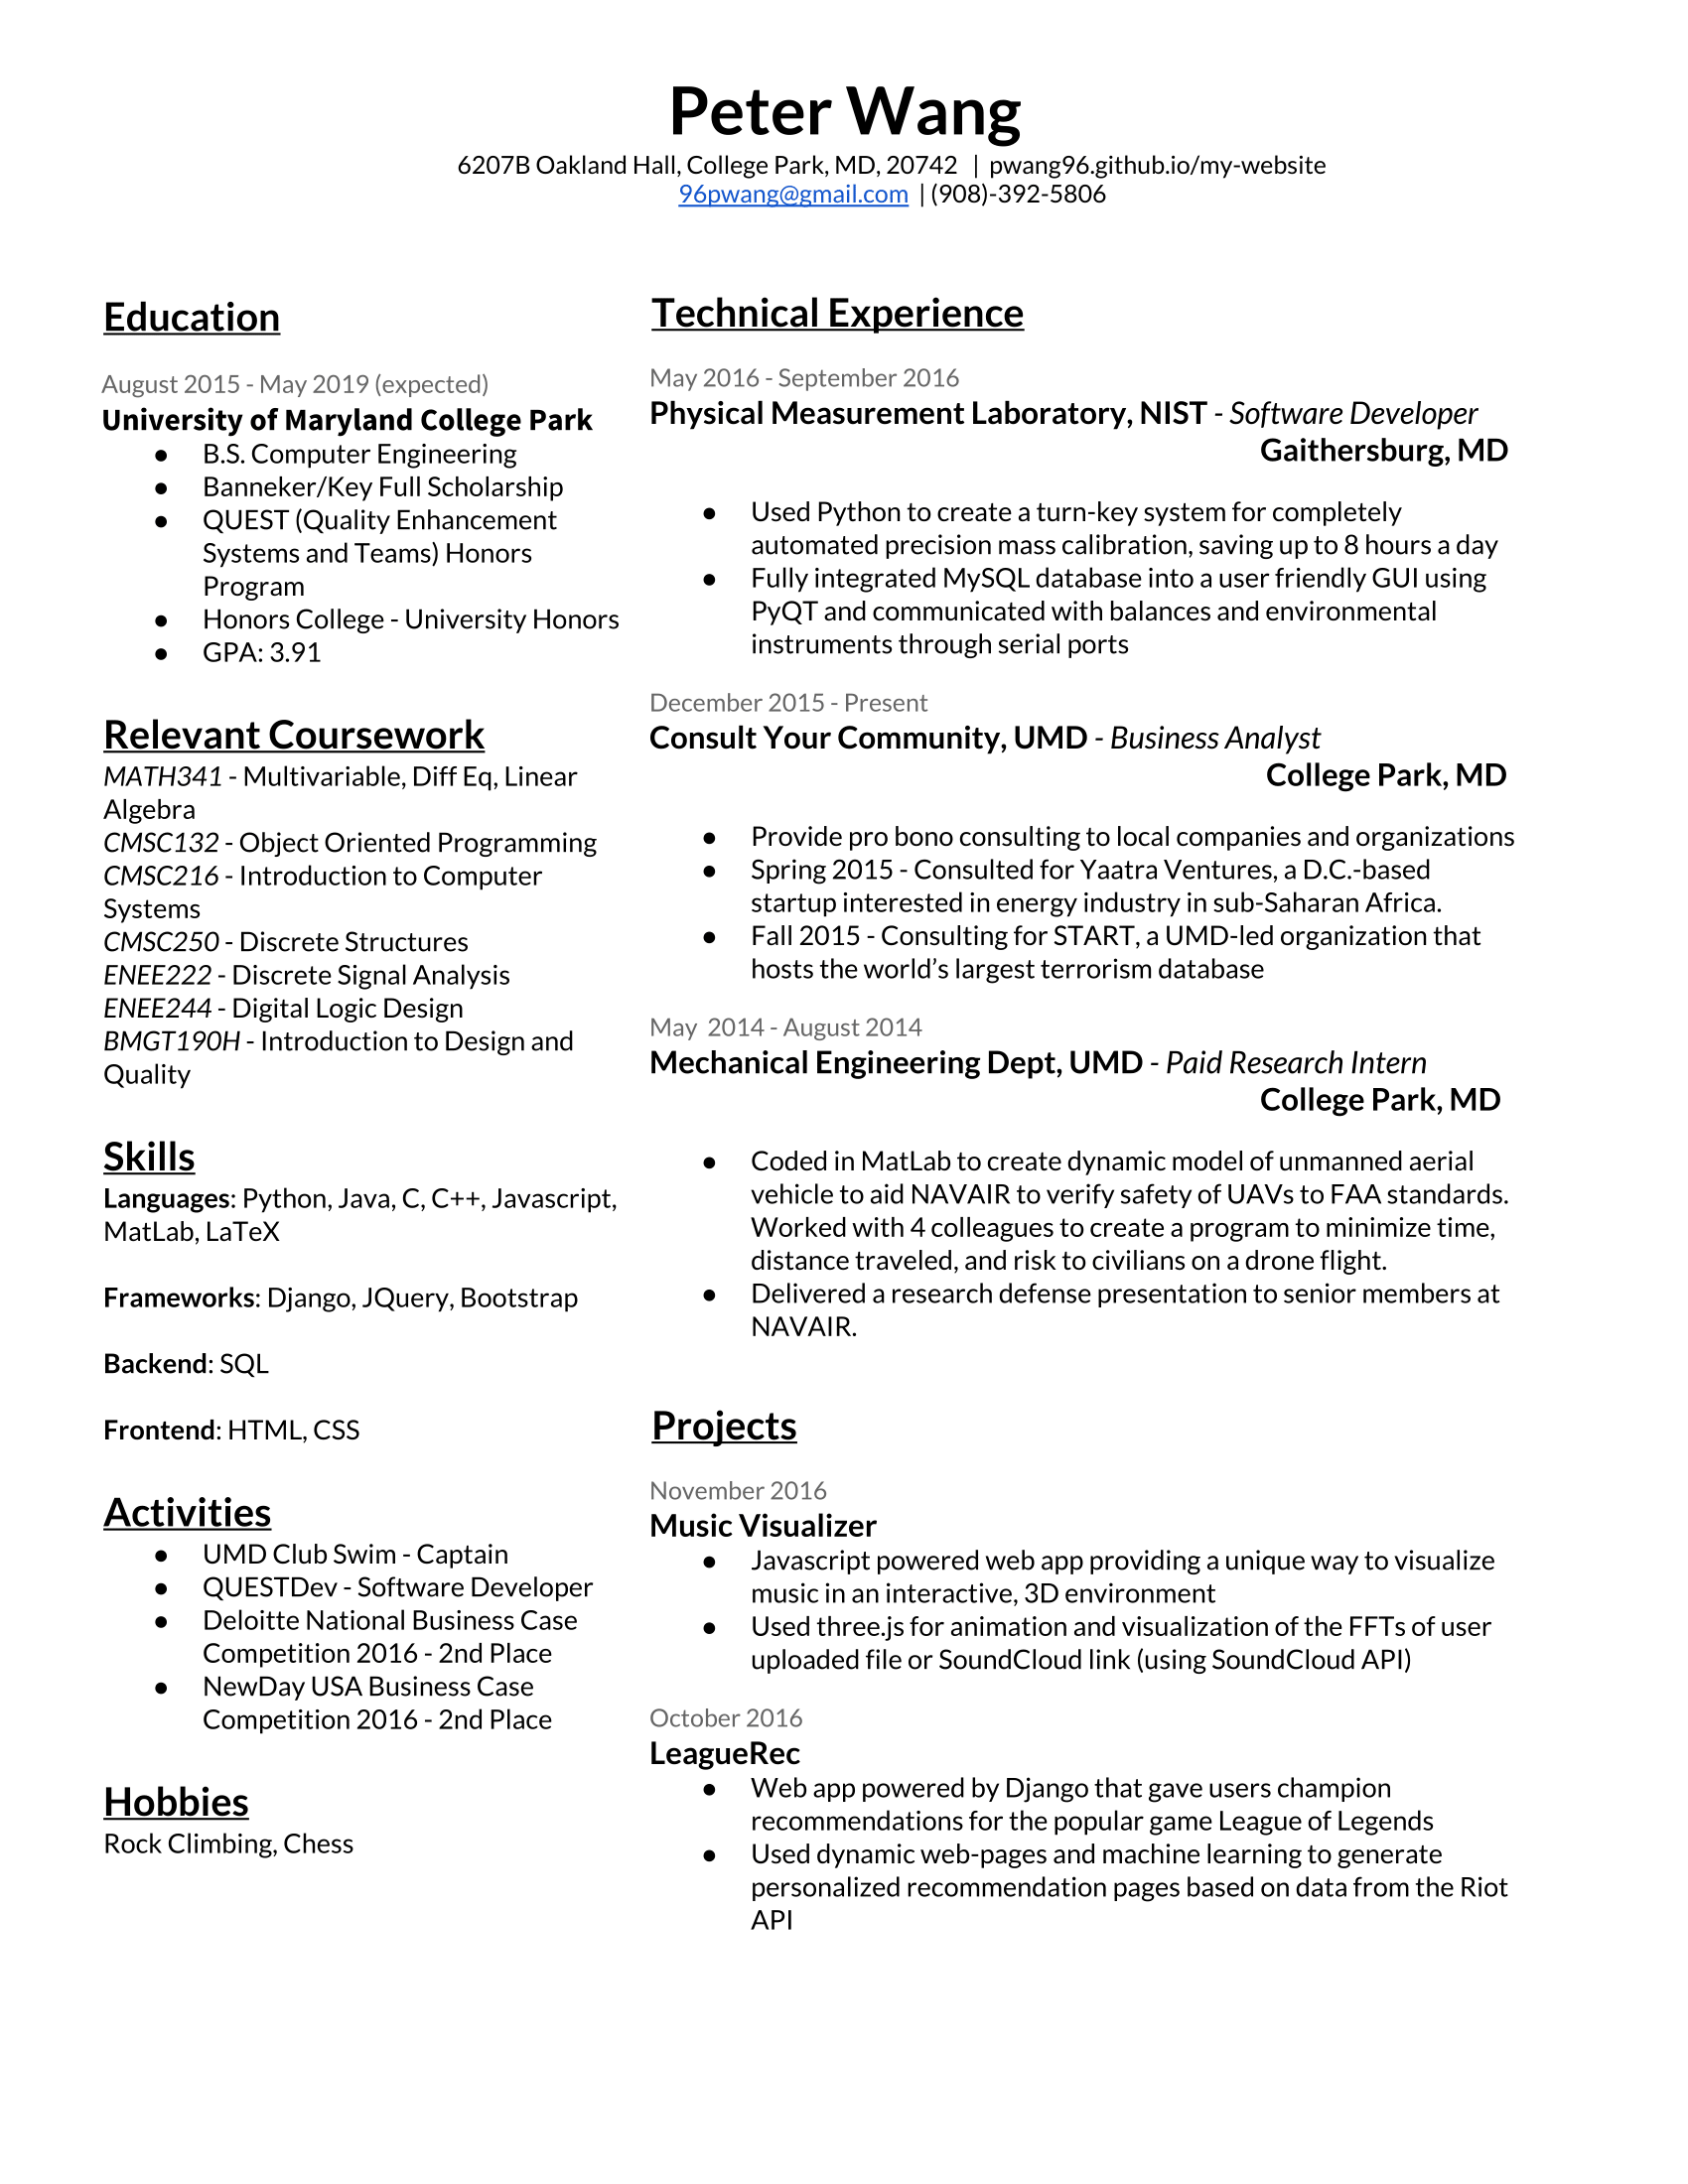 Peter Wang
6207B Oakland Hall, College Park, MD, 20742 | pwang96.github.io/my-website
96pwang@gmail.com | (908)-392-5806
Education
August 2015 - May 2019 (expected)
University of Maryland College Park
● B.S. Computer Engineering
● Banneker/Key Full Scholarship
● QUEST (Quality Enhancement
Systems and Teams) Honors
Program
● Honors College - University Honors
● GPA: 3.91
Relevant Coursework
MATH341 - Multivariable, Diff Eq, Linear
Algebra
CMSC132 - Object Oriented Programming
CMSC216 - Introduction to Computer
Systems
CMSC250 - Discrete Structures
ENEE222 - Discrete Signal Analysis
ENEE244 - Digital Logic Design
BMGT190H - Introduction to Design and
Quality
Skills
Languages: Python, Java, C, C++, Javascript,
MatLab, LaTeX
Frameworks: Django, JQuery, Bootstrap
Backend: SQL
Frontend: HTML, CSS
Activities
● UMD Club Swim - Captain
● QUESTDev - Software Developer
● Deloitte National Business Case
Competition 2016 - 2nd Place
● NewDay USA Business Case
Competition 2016 - 2nd Place
Hobbies
Rock Climbing, Chess
Technical Experience
May 2016 - September 2016
Physical Measurement Laboratory, NIST - Software Developer
Gaithersburg, MD
● Used Python to create a turn-key system for completely
automated precision mass calibration, saving up to 8 hours a day
● Fully integrated MySQL database into a user friendly GUI using
PyQT and communicated with balances and environmental
instruments through serial ports
December 2015 - Present
Consult Your Community, UMD - Business Analyst
College Park, MD
● Provide pro bono consulting to local companies and organizations
● Spring 2015 - Consulted for Yaatra Ventures, a D.C.-based
startup interested in energy industry in sub-Saharan Africa.
● Fall 2015 - Consulting for START, a UMD-led organization that
hosts the world’s largest terrorism database
May 2014 - August 2014
Mechanical Engineering Dept, UMD - Paid Research Intern
College Park, MD
● Coded in MatLab to create dynamic model of unmanned aerial
vehicle to aid NAVAIR to verify safety of UAVs to FAA standards.
Worked with 4 colleagues to create a program to minimize time,
distance traveled, and risk to civilians on a drone flight.
● Delivered a research defense presentation to senior members at
NAVAIR.
Projects
November 2016
Music Visualizer
● Javascript powered web app providing a unique way to visualize
music in an interactive, 3D environment
● Used three.js for animation and visualization of the FFTs of user
uploaded file or SoundCloud link (using SoundCloud API)
October 2016
LeagueRec
● Web app powered by Django that gave users champion
recommendations for the popular game League of Legends
● Used dynamic web-pages and machine learning to generate
personalized recommendation pages based on data from the Riot
API